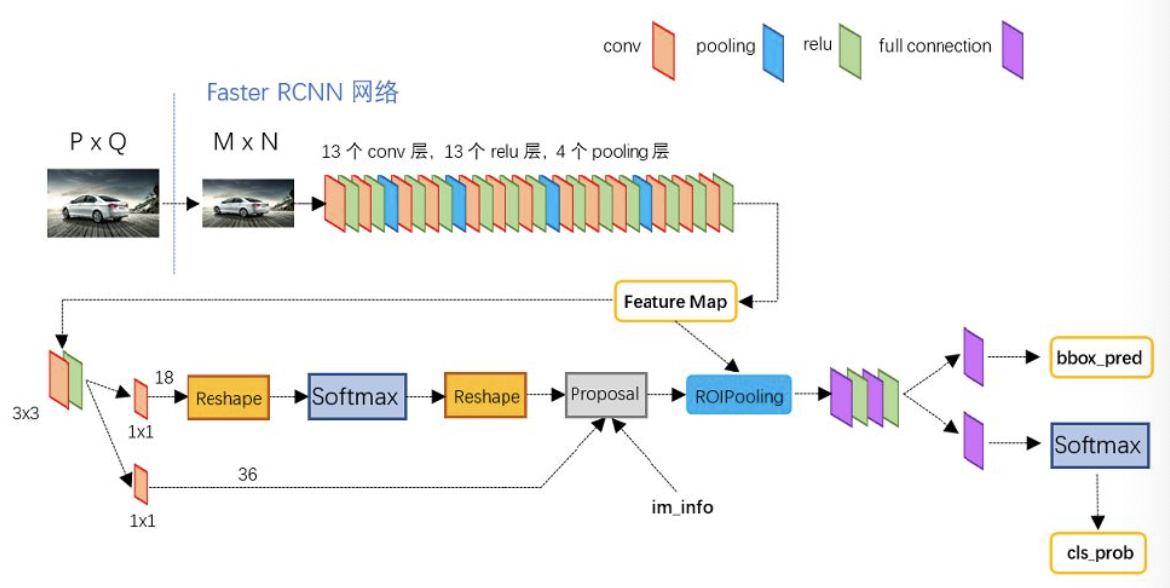 conv
pooling
relu
full connection
Faster RCNN 网络
P x Q
M x N
13 个 conv 层, 13 个 relu 层, 4 个 pooling 层
Feature Map
3x3
18
1x1
Reshape
Softmax
Reshape
Proposal
ROIPooling
bbox_pred
Softmax
36
1x1
im_info
cls_prob